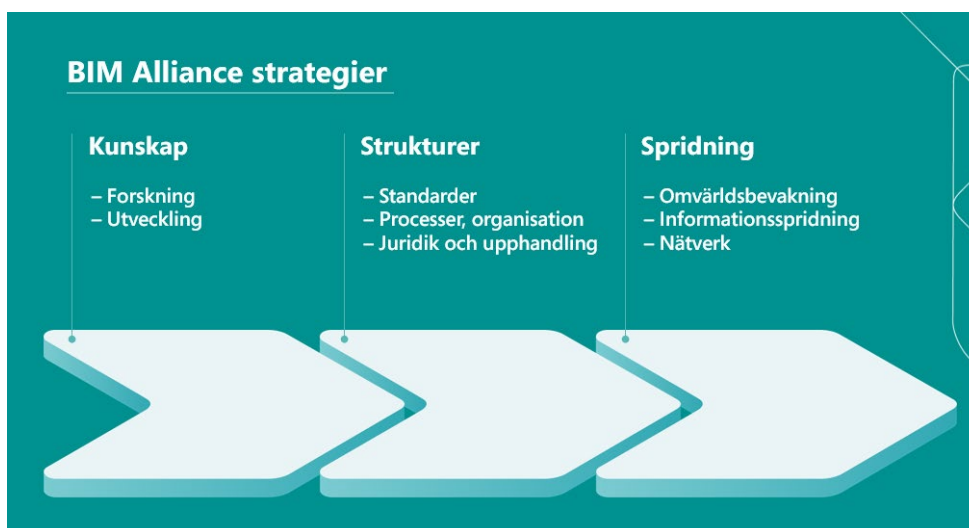 BIM Alliance strategier
Kunskap
– Forskning
– Utveckling
Strukturer
– Standarder
– Processer, organisation
– Juridik och upphandling
Spridning
– Omvärldsbevakning
– Informationsspridning
– Nätverk